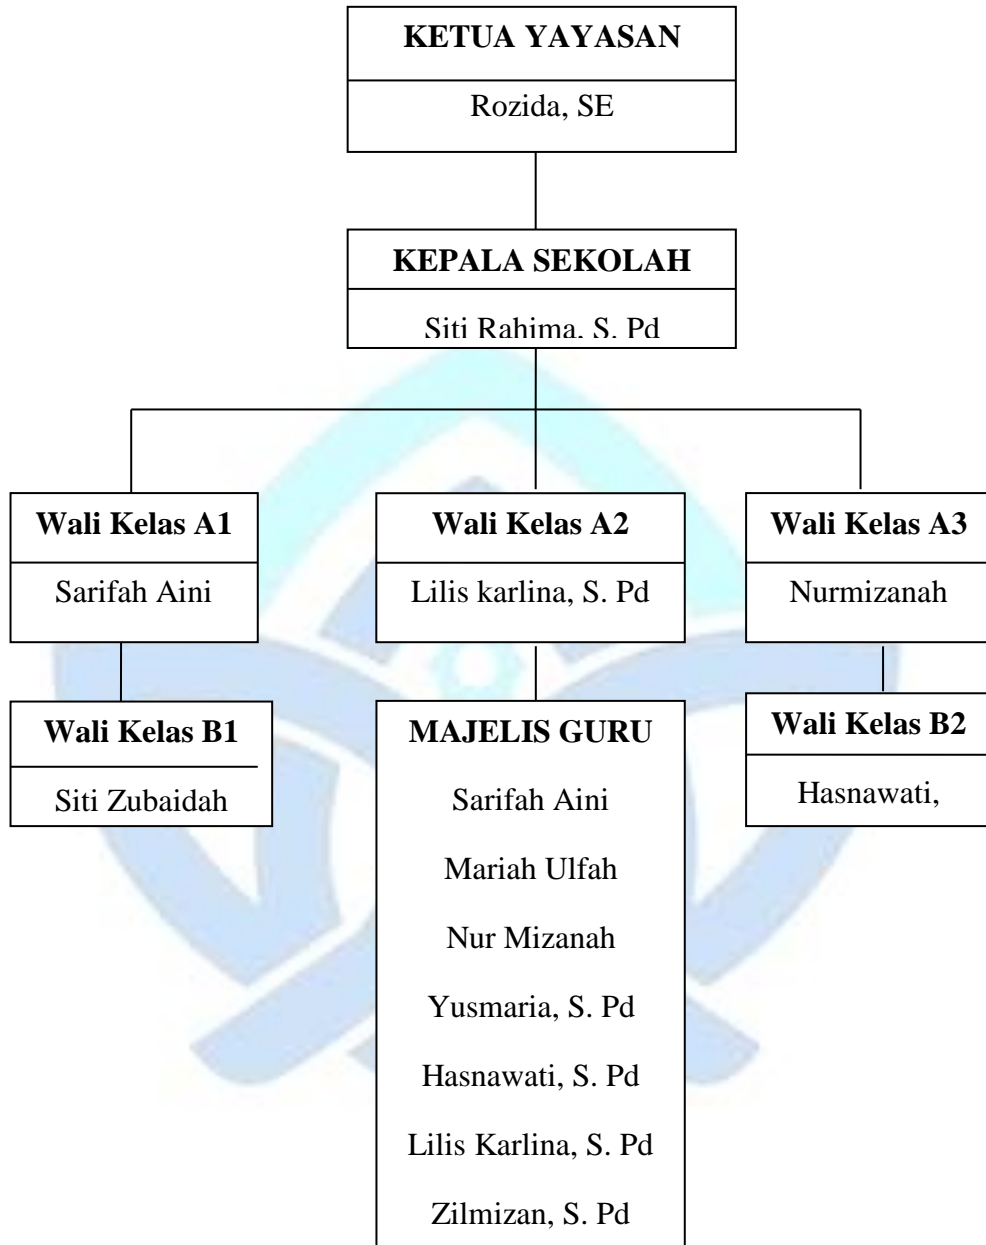 KETUA YAYASAN
Rozida, SE
KEPALA SEKOLAH
Siti Rahima, S. Pd
Wali Kelas A1
Sarifah Aini
Wali Kelas A2
Lilis karlina, S. Pd
Wali Kelas A3
Nurmizanah
Wali Kelas B1
Siti Zubaidah
MAJELIS GURU
Sarifah Aini
Mariah Ulfah
Nur Mizanah
Yusmaria, S. Pd
Hasnawati, S. Pd
Lilis Karlina, S. Pd
Zilmizan, S. Pd
Wali Kelas B2
Hasnawati,